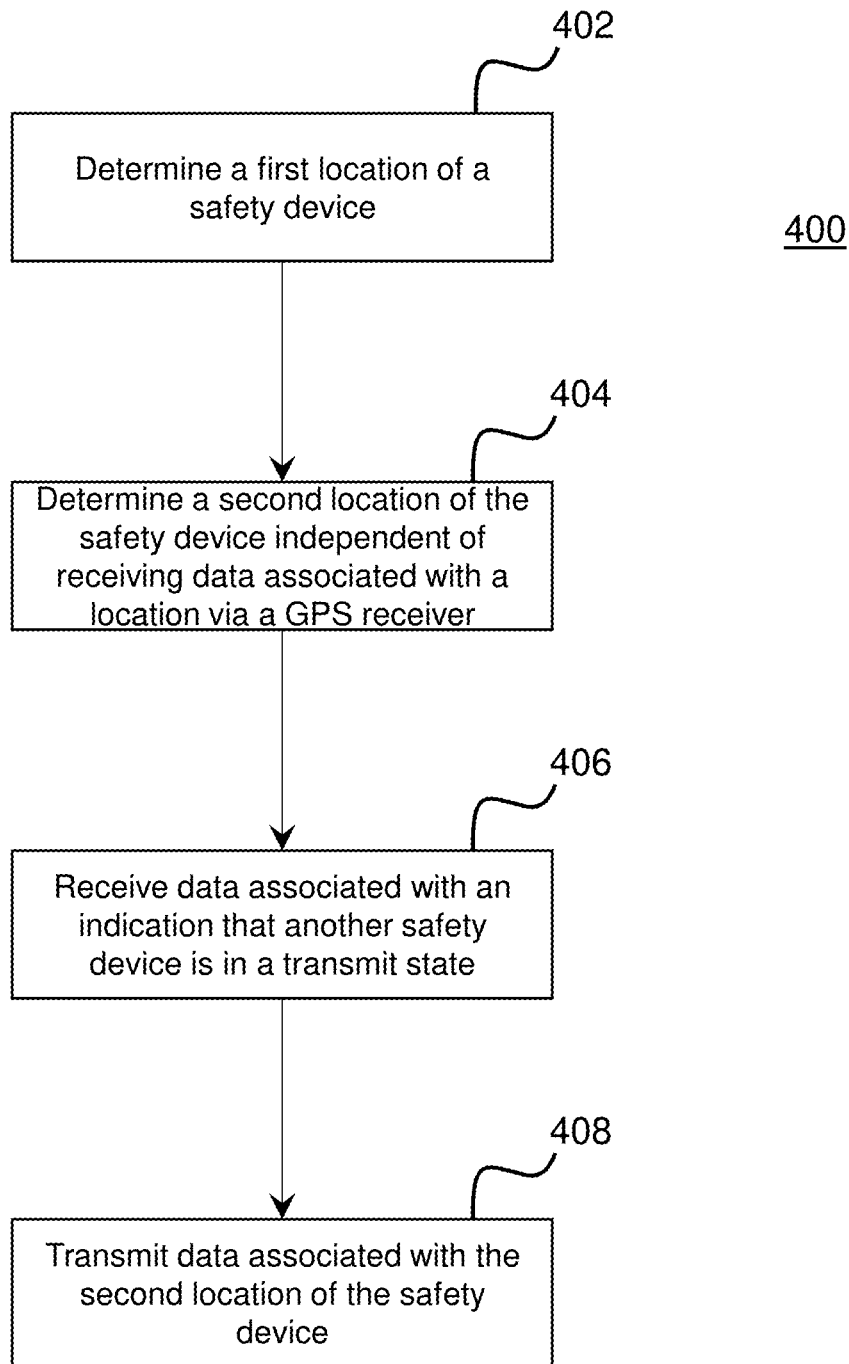 402
Determine a first location of a
safety device
400
404
Determine a second location of the
safety device independent of
receiving data associated with a
location via a GPS receiver
406
Receive data associated with an
indication that another safety
device is in a transmit state
408
Transmit data associated with the
second location of the safety
device